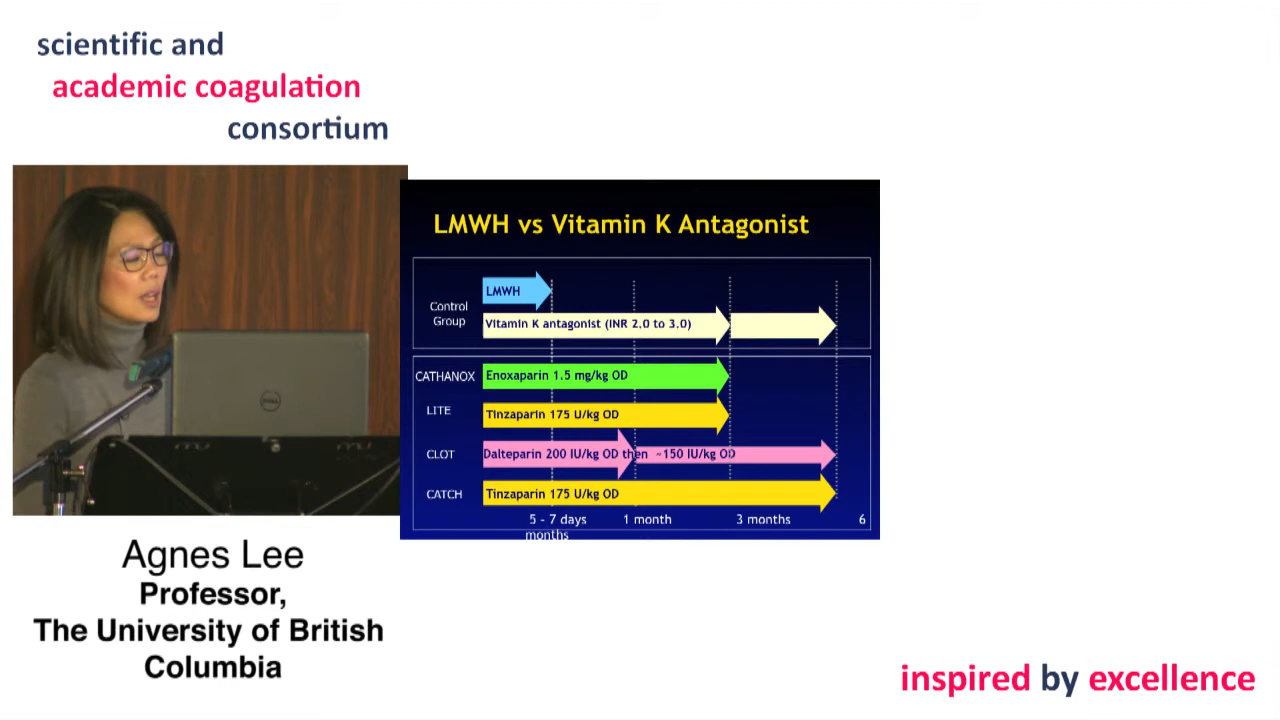 scientific and
academic coagulation
consortium
LMWH vs Vitamin K Antagonist
Control
Group
LMWH
Vitamin K antagonist (INR 2.0 to 3.0)
CATHANOX
Enoxaparin 1.5 mg/kg OD
LITE
Tinzaparin 175 U/kg OD
CLOT
Dalteparin 200 IU/kg OD then ~150 IU/kg OD
CATCH
Tinzaparin 175 U/kg OD
5 - 7 days 1 month 3 months 6
months
DELL
Agnes Lee
Professor,
The University of British
Columbia
inspired by excellence